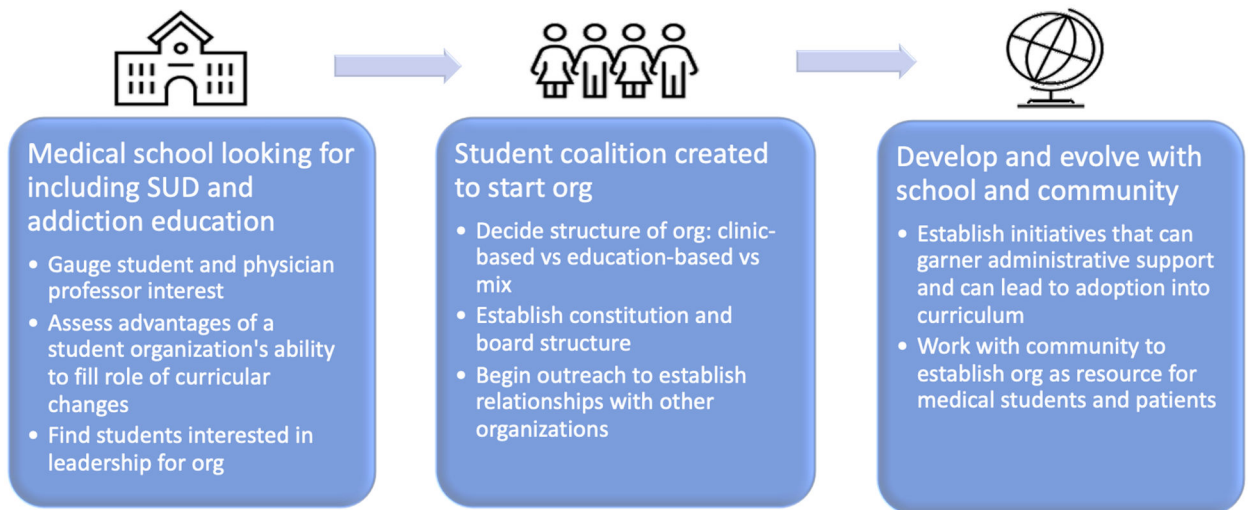 Medical school looking for
including SUD and
addiction education
• Gauge student and physician
professor interest
• Assess advantages of a
student organization's ability
to fill role of curricular
changes
• Find students interested in
leadership for org
Student coalition created
to start org
• Decide structure of org: clinic-
based vs education-based vs
mix
• Establish constitution and
board structure
• Begin outreach to establish
relationships with other
organizations
Develop and evolve with
school and community
• Establish initiatives that can
garner administrative support
and can lead to adoption into
curriculum
• Work with community to
establish org as resource for
medical students and patients